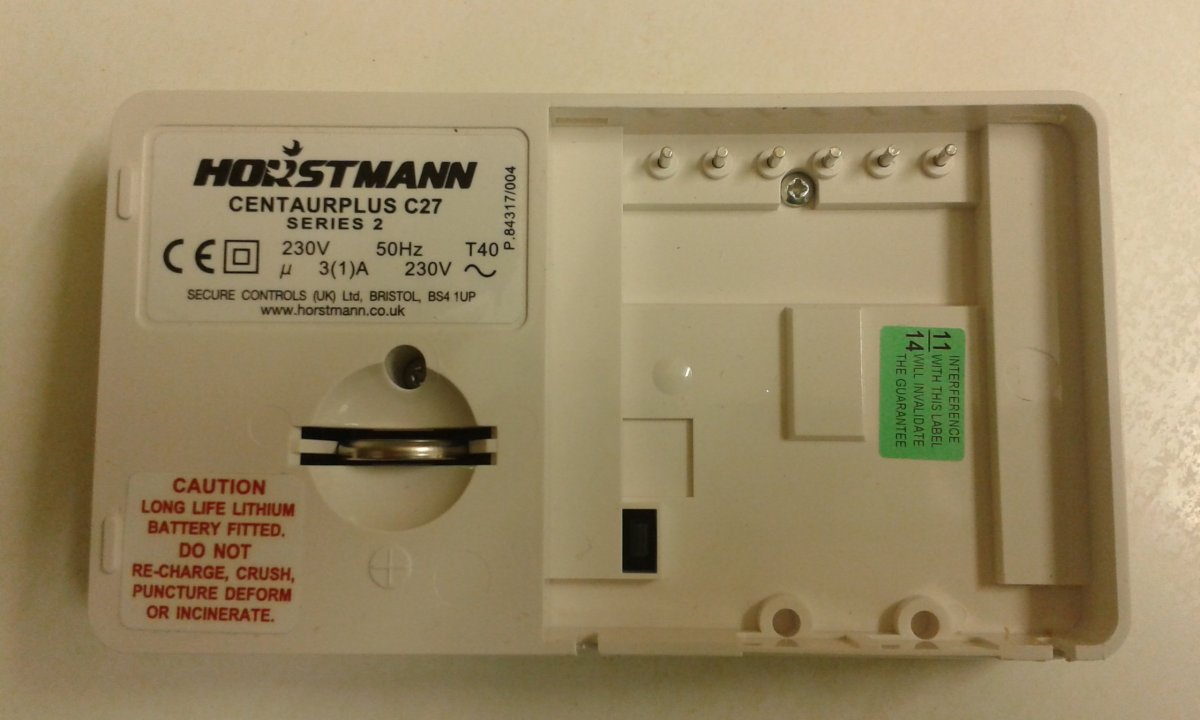 HORSTMANN
CENTAURPLUS C27
SERIES 2
P.84317/004
CE 230V 50Hz T40
μ 3(1)A 230V ~
SECURE CONTROLS (UK) Ltd, BRISTOL, BS4 1UP
www.horstmann.co.uk
CAUTION
LONG LIFE LITHIUM
BATTERY FITTED.
DO NOT
RE-CHARGE, CRUSH,
PUNCTURE DEFORM
OR INCINERATE.
11
14
INTERFERENCE
WITH THIS LABEL
WILL INVALIDATE
THE GUARANTEE